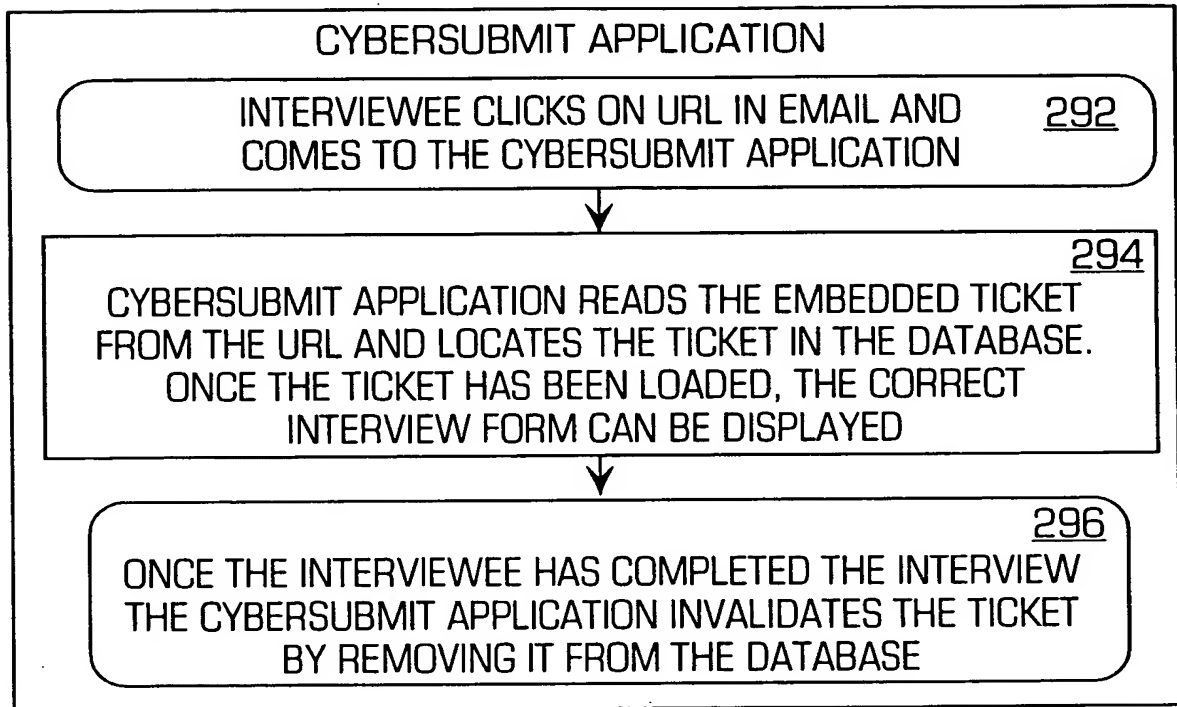 CYBERSUBMIT APPLICATION
INTERVIEWEE CLICKS ON URL IN EMAIL AND 292
COMES TO THE CYBERSUBMIT APPLICATION
294
CYBERSUBMIT APPLICATION READS THE EMBEDDED TICKET
FROM THE URL AND LOCATES THE TICKET IN THE DATABASE.
ONCE THE TICKET HAS BEEN LOADED, THE CORRECT
INTERVIEW FORM CAN BE DISPLAYED
296
ONCE THE INTERVIEWEE HAS COMPLETED THE INTERVIEW
THE CYBERSUBMIT APPLICATION INVALIDATES THE TICKET
BY REMOVING IT FROM THE DATABASE